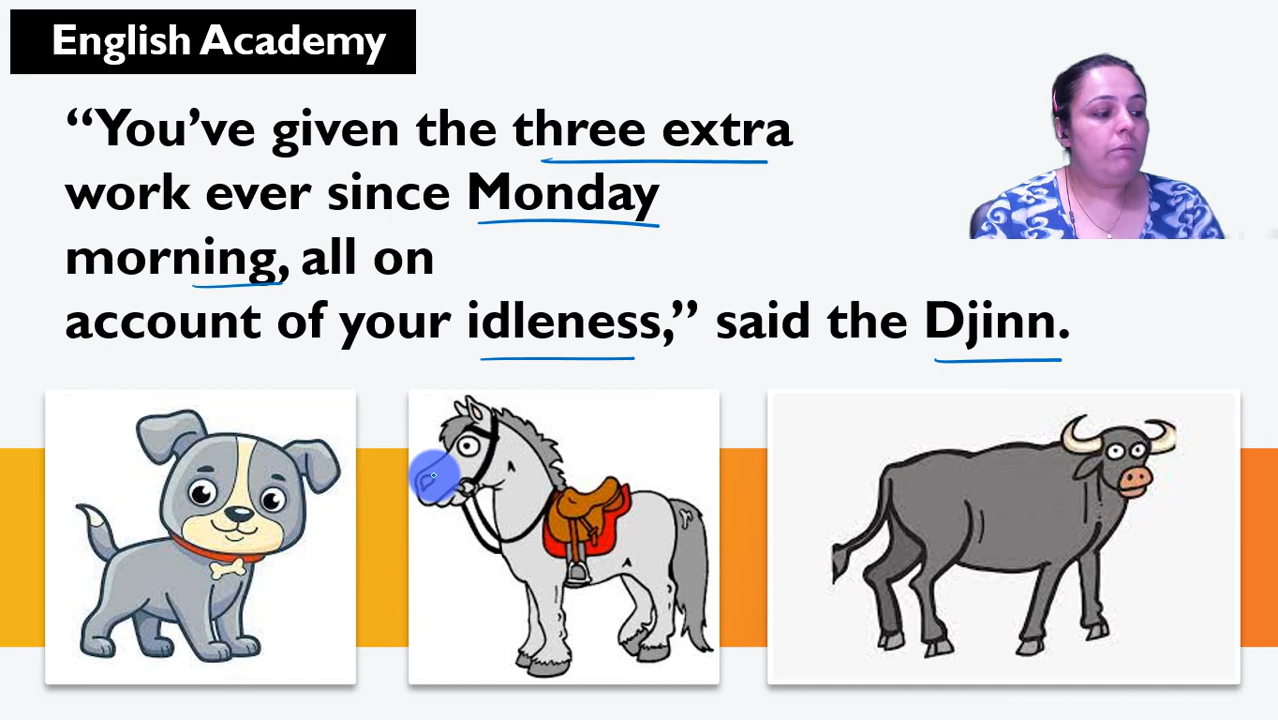 English Academy
“You’ve given the three extra
work ever since Monday
morning, all on
account of your idleness,” said the Djinn.